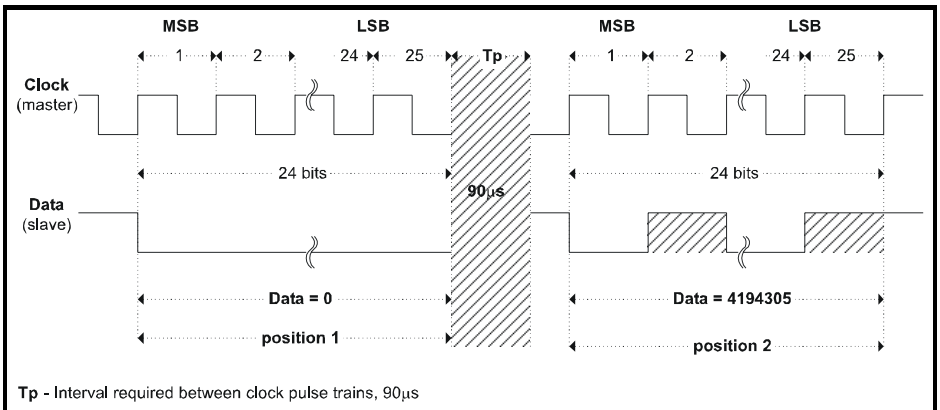 MSB LSB MSB LSB
1 2 24 25 Tp 1 2 24 25
Clock
(master)
24 bits 24 bits
90µs
Data
(slave)
Data = 0 Data = 4194305
position 1 position 2
Tp - Interval required between clock pulse trains, 90µs